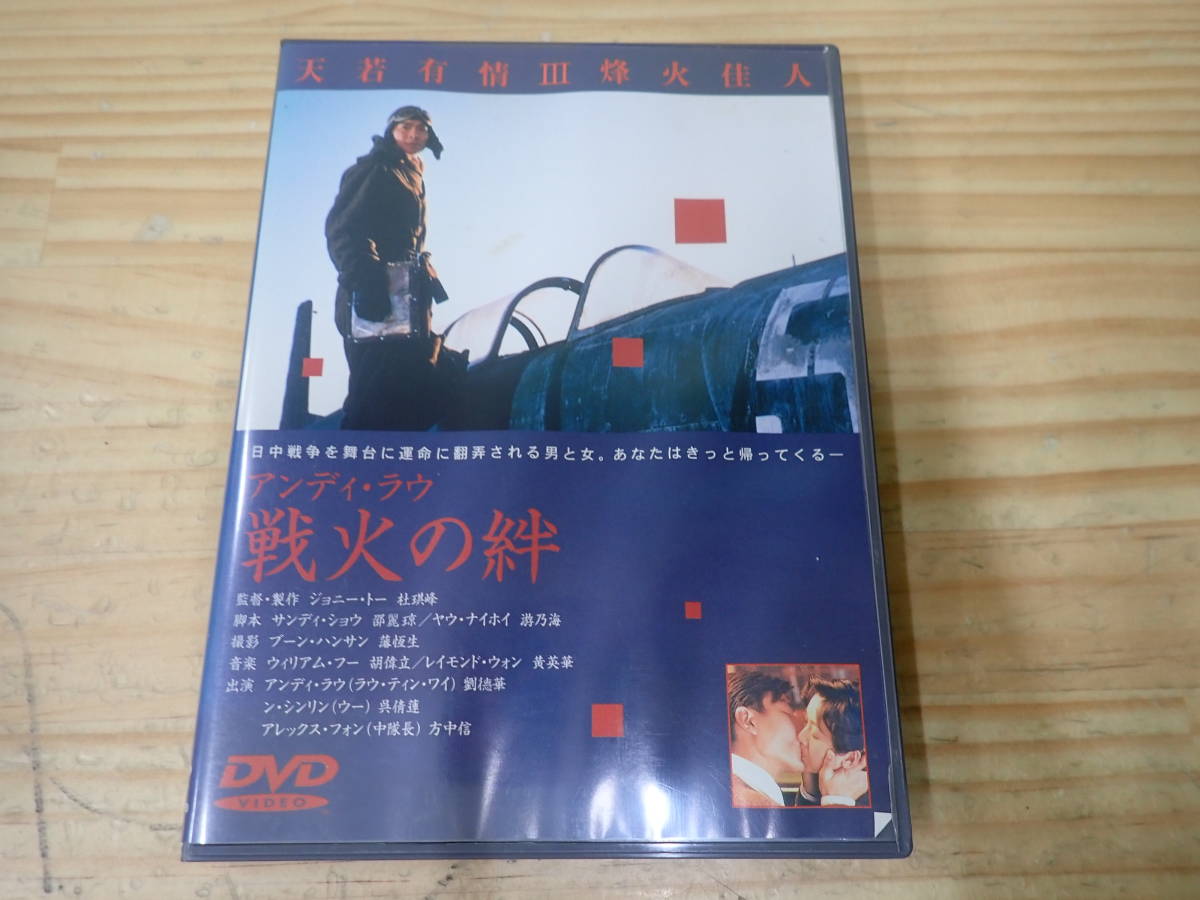 天若有情III烽火佳人
日中戦争を舞台に運命に翻弄される男と女。あなたはきっと帰ってくる—
アンディ・ラウ
戦火の絆
監督・製作 ジョニー・トー 杜琪峰
脚本 サンディ・ショウ 邵麗琼／ヤウ・ナイホイ 游乃海
撮影 ブーン・ハンサン 藩恆生
音楽 ウィリアム・フー 胡偉立／レイモンド・ウォン 黄英華
出演 アンディ・ラウ(ラウ・ティン・ワイ) 劉徳華
ン・シンリン(ウー) 呉倩蓮
アレックス・フォン(中隊長) 方中信
DVD
VIDEO